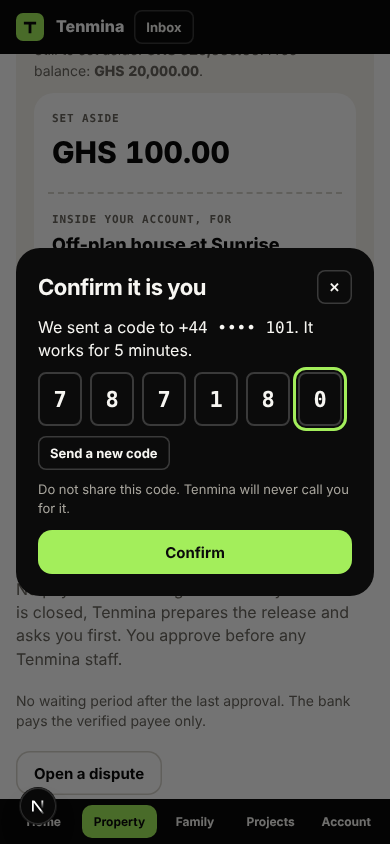 T Tenmina Inbox
balance: GHS 20,000.00.
SET ASIDE
GHS 100.00
INSIDE YOUR ACCOUNT, FOR
Off-plan house at Sunrise
Confirm it is you ×
We sent a code to +44 •••• 101. It
works for 5 minutes.
7 8 7 1 8 0
Send a new code
Do not share this code. Tenmina will never call you
for it.
Confirm
is closed, Tenmina prepares the release and
asks you first. You approve before any
Tenmina staff.
No waiting period after the last approval. The bank
pays the verified payee only.
Open a dispute
N
Home Property Family Projects Account